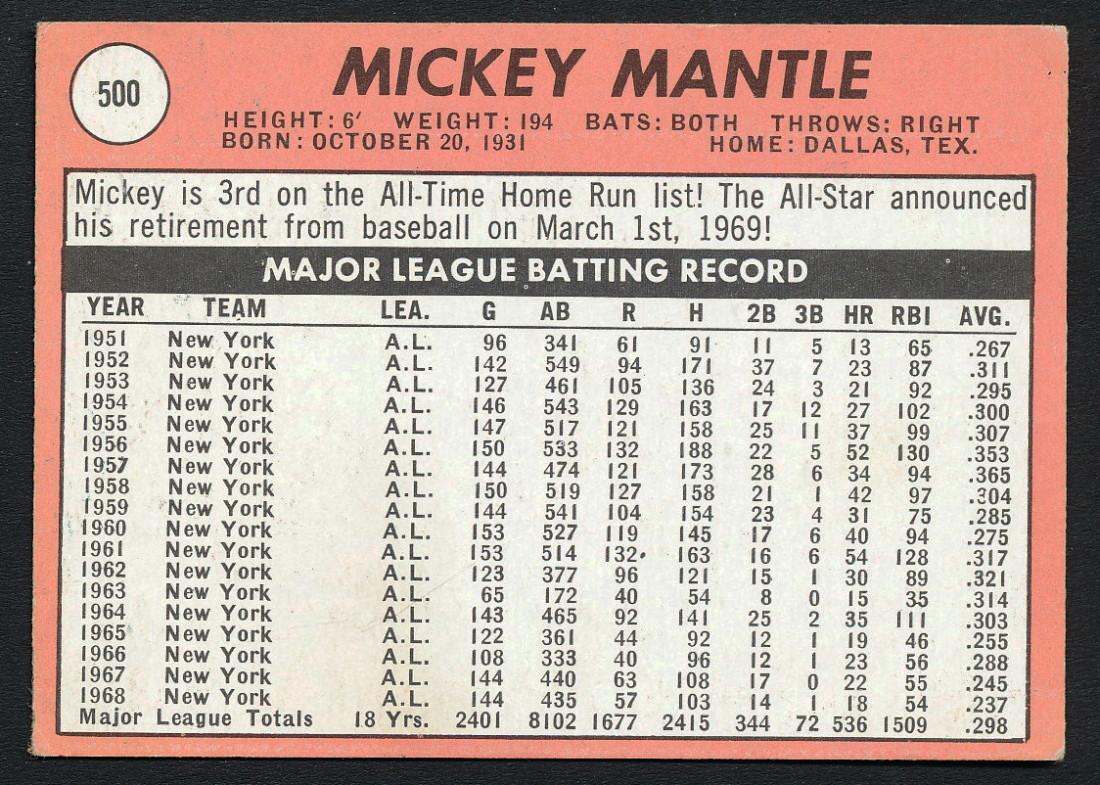 500
MICKEY MANTLE
HEIGHT: 6' WEIGHT: 194 BATS: BOTH THROWS: RIGHT
BORN: OCTOBER 20, 1931 HOME: DALLAS, TEX.
Mickey is 3rd on the All-Time Home Run list! The All-Star announced
his retirement from baseball on March 1st, 1969!
MAJOR LEAGUE BATTING RECORD
YEAR TEAM LEA. G AB R H 2B 3B HR RBI AVG.
1951 New York A.L. 96 341 61 91 11 5 13 65 .267
1952 New York A.L. 142 549 94 171 37 7 23 87 .311
1953 New York A.L. 127 461 105 136 24 3 21 92 .295
1954 New York A.L. 146 543 129 163 17 12 27 102 .300
1955 New York A.L. 147 517 121 158 25 11 37 99 .307
1956 New York A.L. 150 533 132 188 22 5 52 130 .353
1957 New York A.L. 144 474 121 173 28 6 34 94 .365
1958 New York A.L. 150 519 127 158 21 1 42 97 .304
1959 New York A.L. 144 541 104 154 23 4 31 75 .285
1960 New York A.L. 153 527 119 145 17 6 40 94 .275
1961 New York A.L. 153 514 132 163 16 6 54 128 .317
1962 New York A.L. 123 377 96 121 15 1 30 89 .321
1963 New York A.L. 65 172 40 54 8 0 15 35 .314
1964 New York A.L. 143 465 92 141 25 2 35 111 .303
1965 New York A.L. 122 361 44 92 12 1 19 46 .255
1966 New York A.L. 108 333 40 96 12 1 23 56 .288
1967 New York A.L. 144 440 63 108 17 0 22 55 .245
1968 New York A.L. 144 435 57 103 14 1 18 54 .237
Major League Totals 18 Yrs. 2401 8102 1677 2415 344 72 536 1509 .298